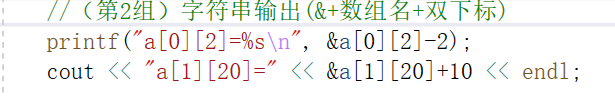 //（第2组）字符串输出(&+数组名+双下标)
printf("a[0][2]=%s\n", &a[0][2]-2);
cout << "a[1][20]=" << &a[1][20]+10 << endl;